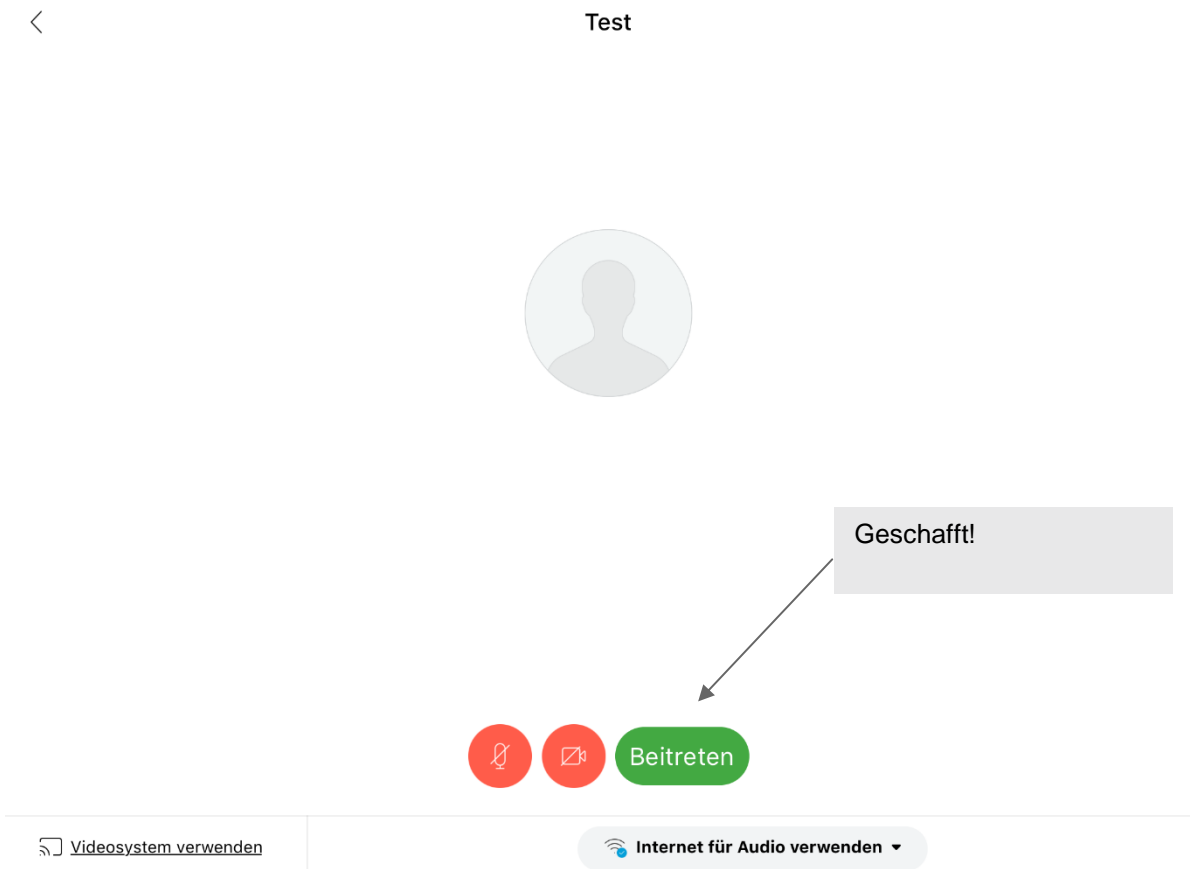 Test
Geschafft!
Beitreten
Videosystem verwenden
Internet für Audio verwenden